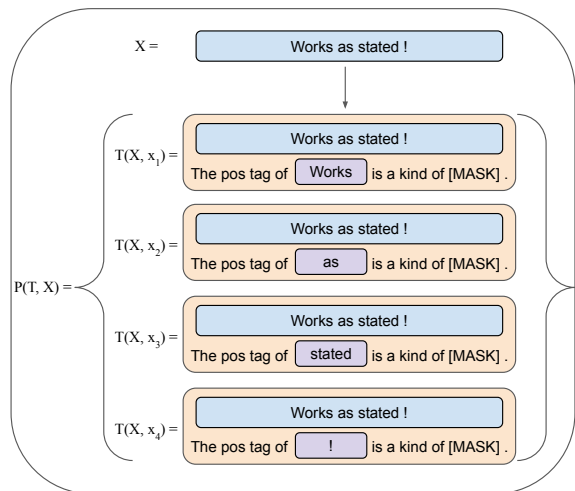 X = Works as stated !
Works as stated !
T(X, x₁) =
The pos tag of Works is a kind of [MASK] .
Works as stated !
T(X, x₂) =
The pos tag of as is a kind of [MASK] .
P(T, X) =
Works as stated !
T(X, x₃) =
The pos tag of stated is a kind of [MASK] .
Works as stated !
T(X, x₄) =
The pos tag of ! is a kind of [MASK] .